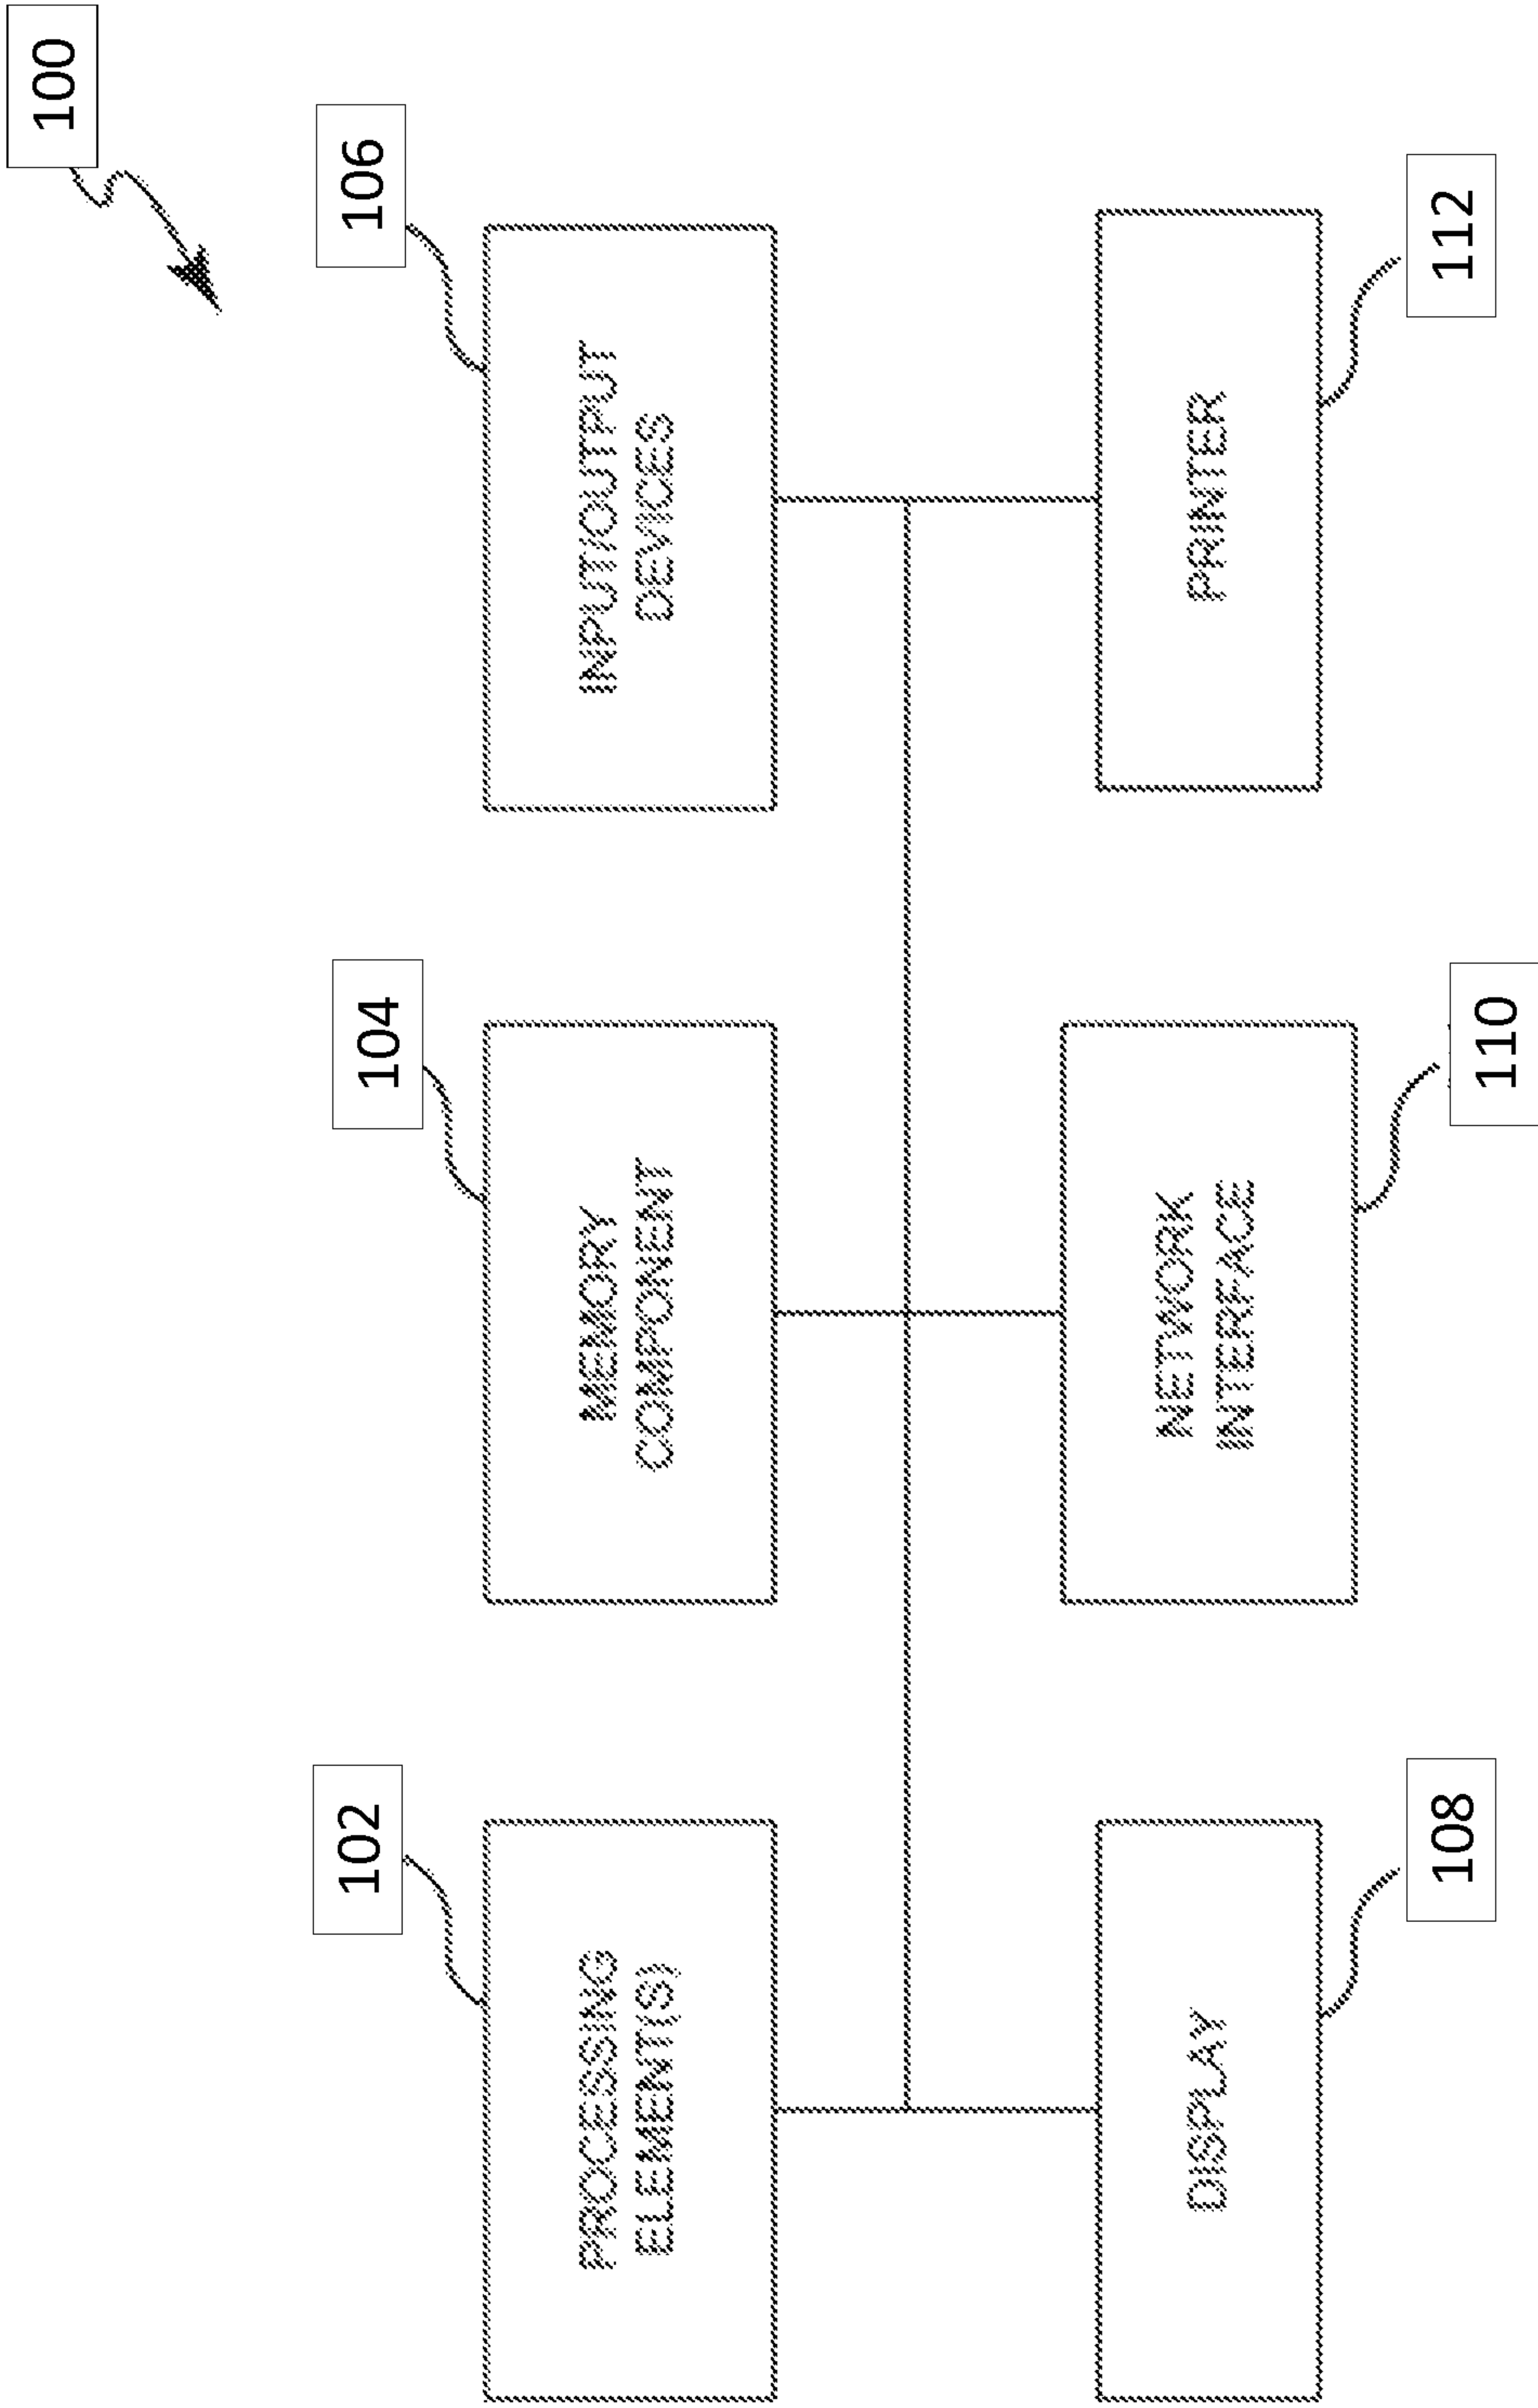 100
102
104
106
PROCESSING
ELEMENT(S)
MEMORY
COMPONENT
INPUT/OUTPUT
DEVICES
DISPLAY
NETWORK
INTERFACE
PRINTER
108
110
112